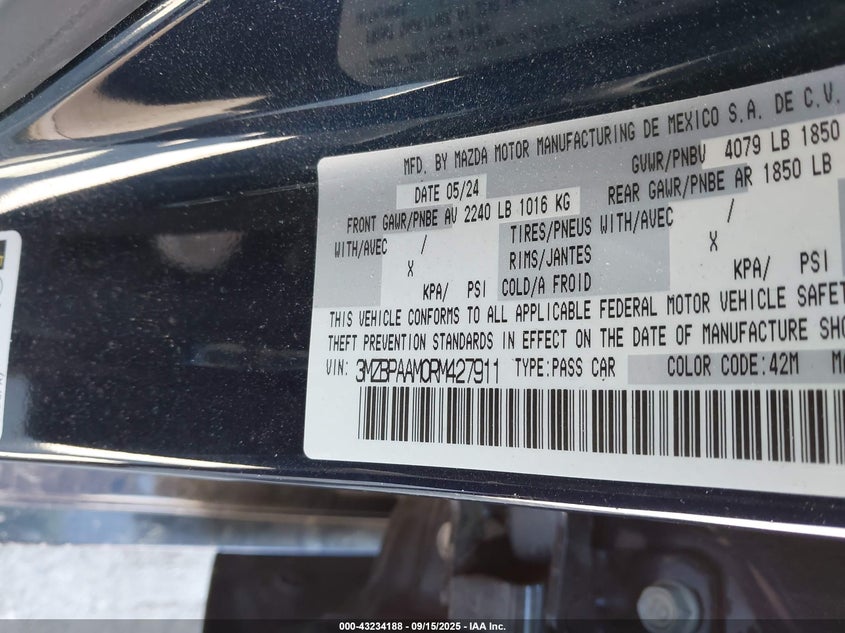 MFD. BY MAZDA MOTOR MANUFACTURING DE MEXICO S.A. DE C.V.
DATE 05/24 GVWR/PNBV 4079 LB 1850
FRONT GAWR/PNBE AV 2240 LB 1016 KG REAR GAWR/PNBE AR 1850 LB
WITH/AVEC / TIRES/PNEUS WITH/AVEC /
X RIMS/JANTES X
KPA/ PSI COLD/A FROID KPA/ PSI
THIS VEHICLE CONFORMS TO ALL APPLICABLE FEDERAL MOTOR VEHICLE SAFET
THEFT PREVENTION STANDARDS IN EFFECT ON THE DATE OF MANUFACTURE SHO
VIN: 3MZBPAAM0RM427911 TYPE:PASS CAR COLOR CODE:42M MA
000-43234188 - 09/15/2025 - IAA Inc.